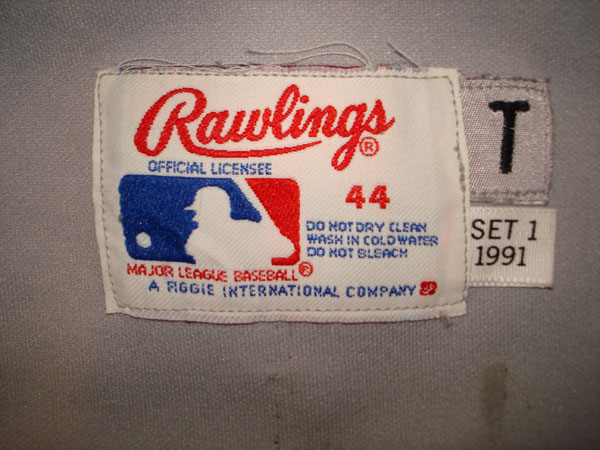 Rawlings®
OFFICIAL LICENSEE
44
DO NOT DRY CLEAN
WASH IN COLD WATER
DO NOT BLEACH
MAJOR LEAGUE BASEBALL®
A FIGGIE INTERNATIONAL COMPANY
T
SET 1
1991